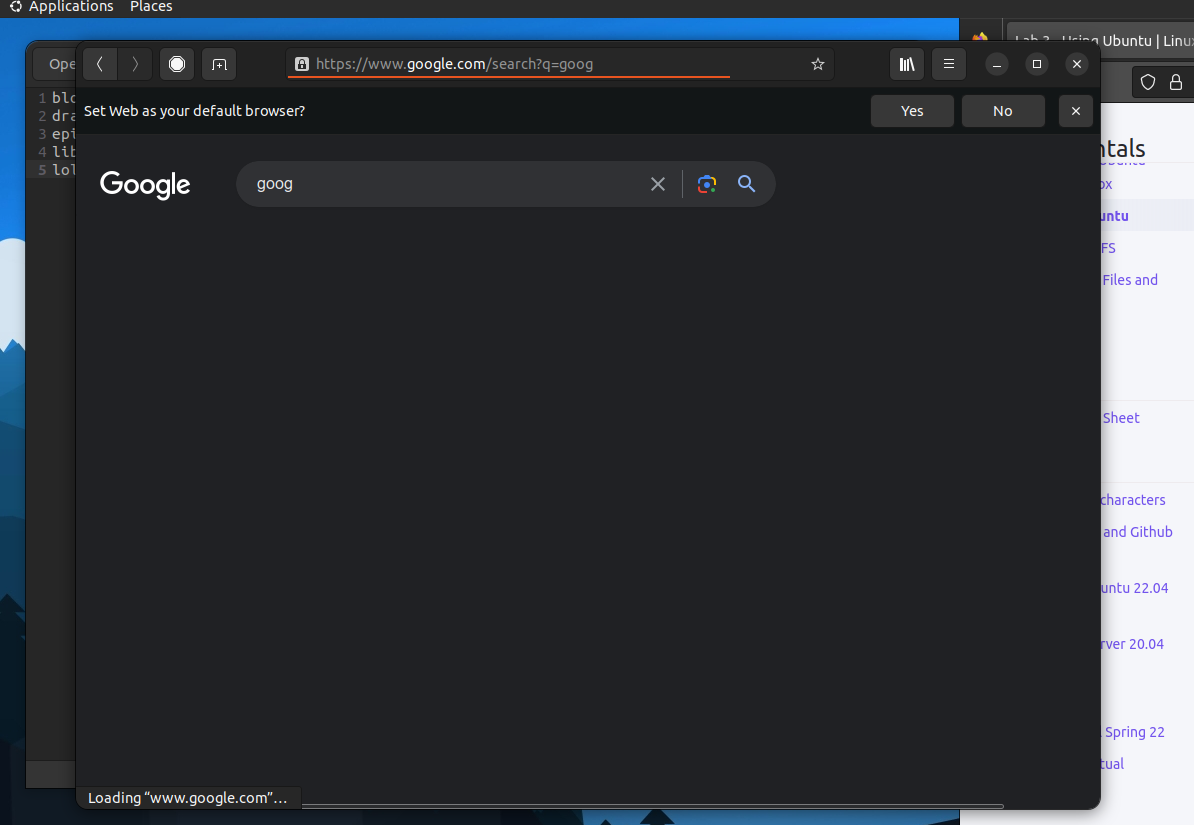 Applications Places
Lab 3 - Using Ubuntu | Linu
Ope
https://www.google.com/search?q=goog
Set Web as your default browser?
Yes
No
1 blo
2 dra
3 epi
4 lib
5 lol
Google
goog
ntals
ox
untu
FS
Files and
Sheet
characters
and Github
untu 22.04
rver 20.04
Spring 22
tual
Loading “www.google.com”…